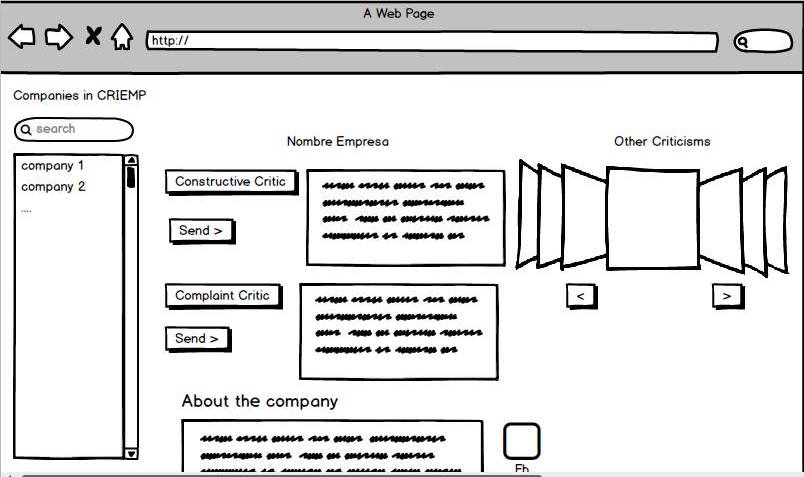 A Web Page
http://
Companies in CRIEMP
search
company 1
company 2
....
Nombre Empresa
Constructive Critic
Send >
Complaint Critic
Send >
Other Criticisms
<
>
About the company
Fb